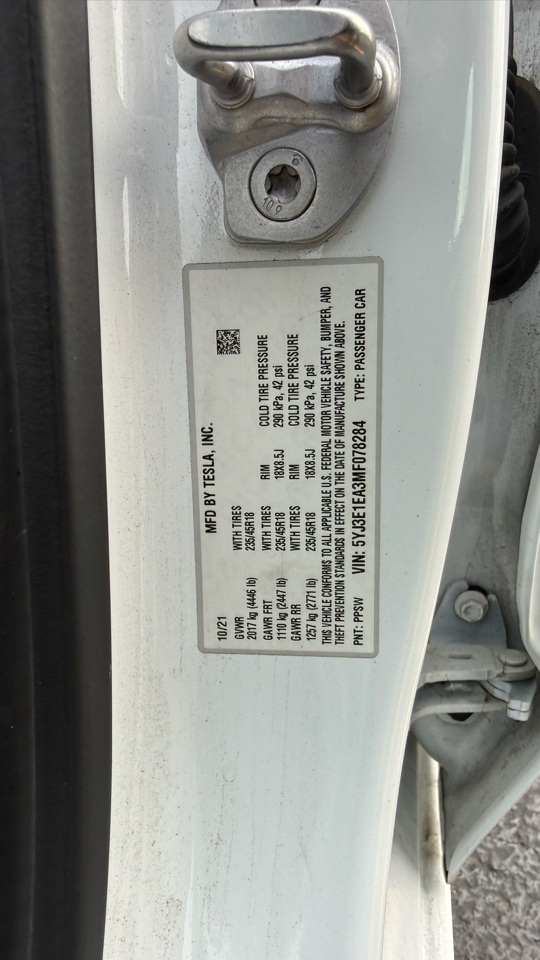 109
MFD BY TESLA, INC.
10/21
GVWR WITH TIRES
2017 kg (4446 lb) 235/45R18
GAWR FRT WITH TIRES RIM COLD TIRE PRESSURE
1110 kg (2447 lb) 235/45R18 18X8.5J 290 kPa, 42 psi
GAWR RR WITH TIRES RIM COLD TIRE PRESSURE
1257 kg (2771 lb) 235/45R18 18X8.5J 290 kPa, 42 psi
THIS VEHICLE CONFORMS TO ALL APPLICABLE U.S. FEDERAL MOTOR VEHICLE SAFETY, BUMPER, AND
THEFT PREVENTION STANDARDS IN EFFECT ON THE DATE OF MANUFACTURE SHOWN ABOVE.
PNT: PPSW VIN: 5YJ3E1EA3MF078284 TYPE: PASSENGER CAR